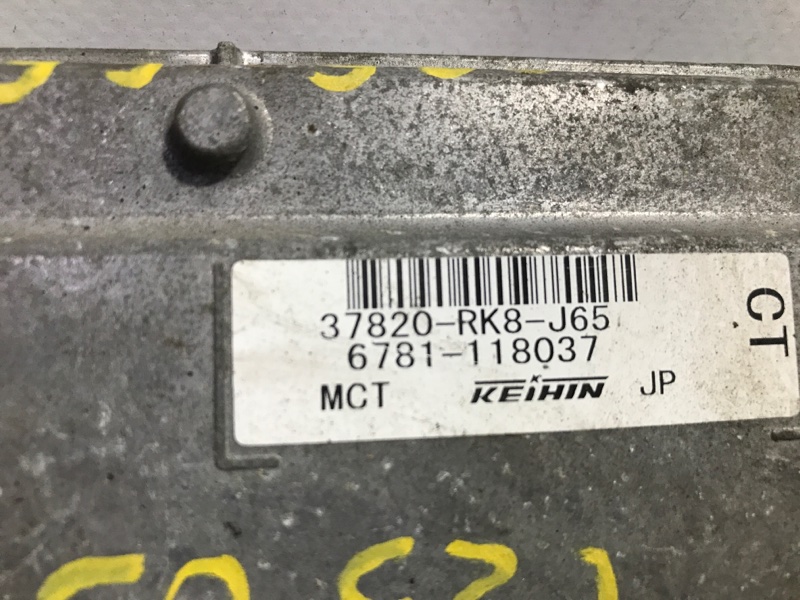 37820-RK8-J65
6781-118037
MCT KEIHIN JP
CT